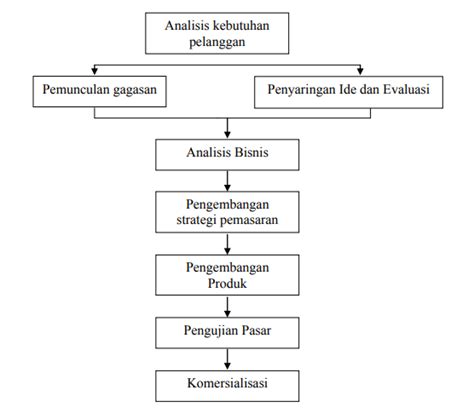 Analisis kebutuhan
pelanggan
Pemunculan gagasan
Penyaringan Ide dan Evaluasi
Analisis Bisnis
Pengembangan
strategi pemasaran
Pengembangan
Produk
Pengujian Pasar
Komersialisasi